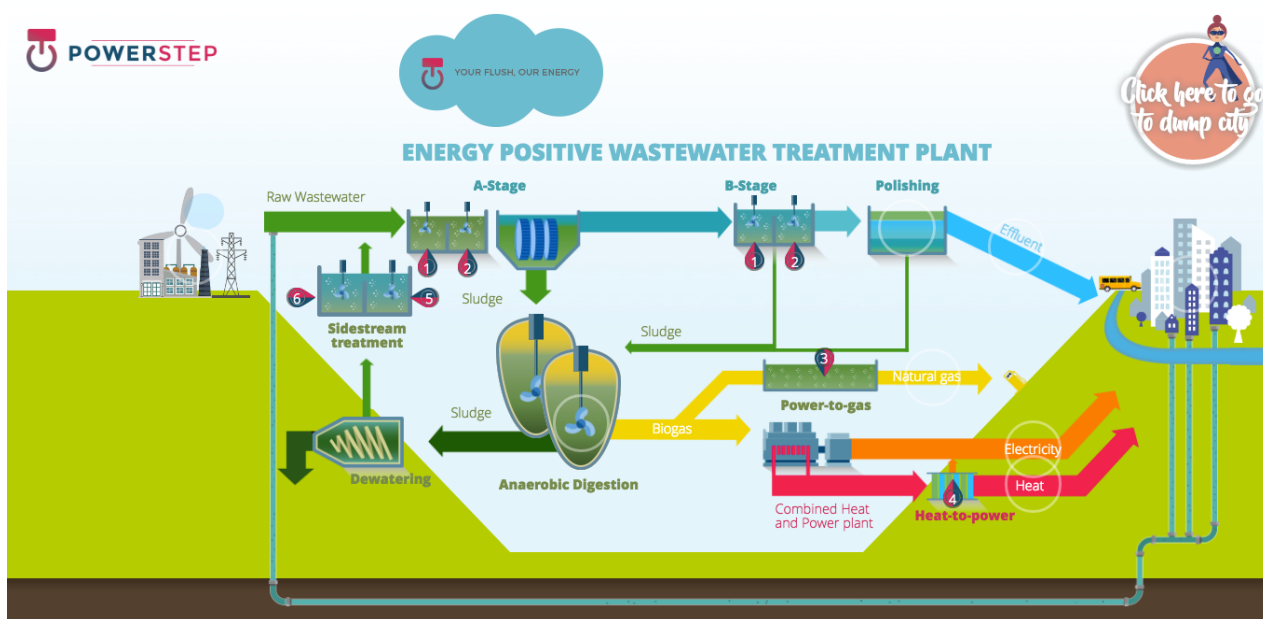 POWERSTEP
YOUR FLUSH, OUR ENERGY
Click here to go
to dump city
ENERGY POSITIVE WASTEWATER TREATMENT PLANT
A-Stage
B-Stage
Polishing
Raw Wastewater
1
2
1
2
Effluent
6
5
Sludge
Sidestream
treatment
Sludge
3
Natural gas
Power-to-gas
Sludge
Biogas
Electricity
Dewatering
Anaerobic Digestion
Heat
4
Combined Heat
and Power plant
Heat-to-power